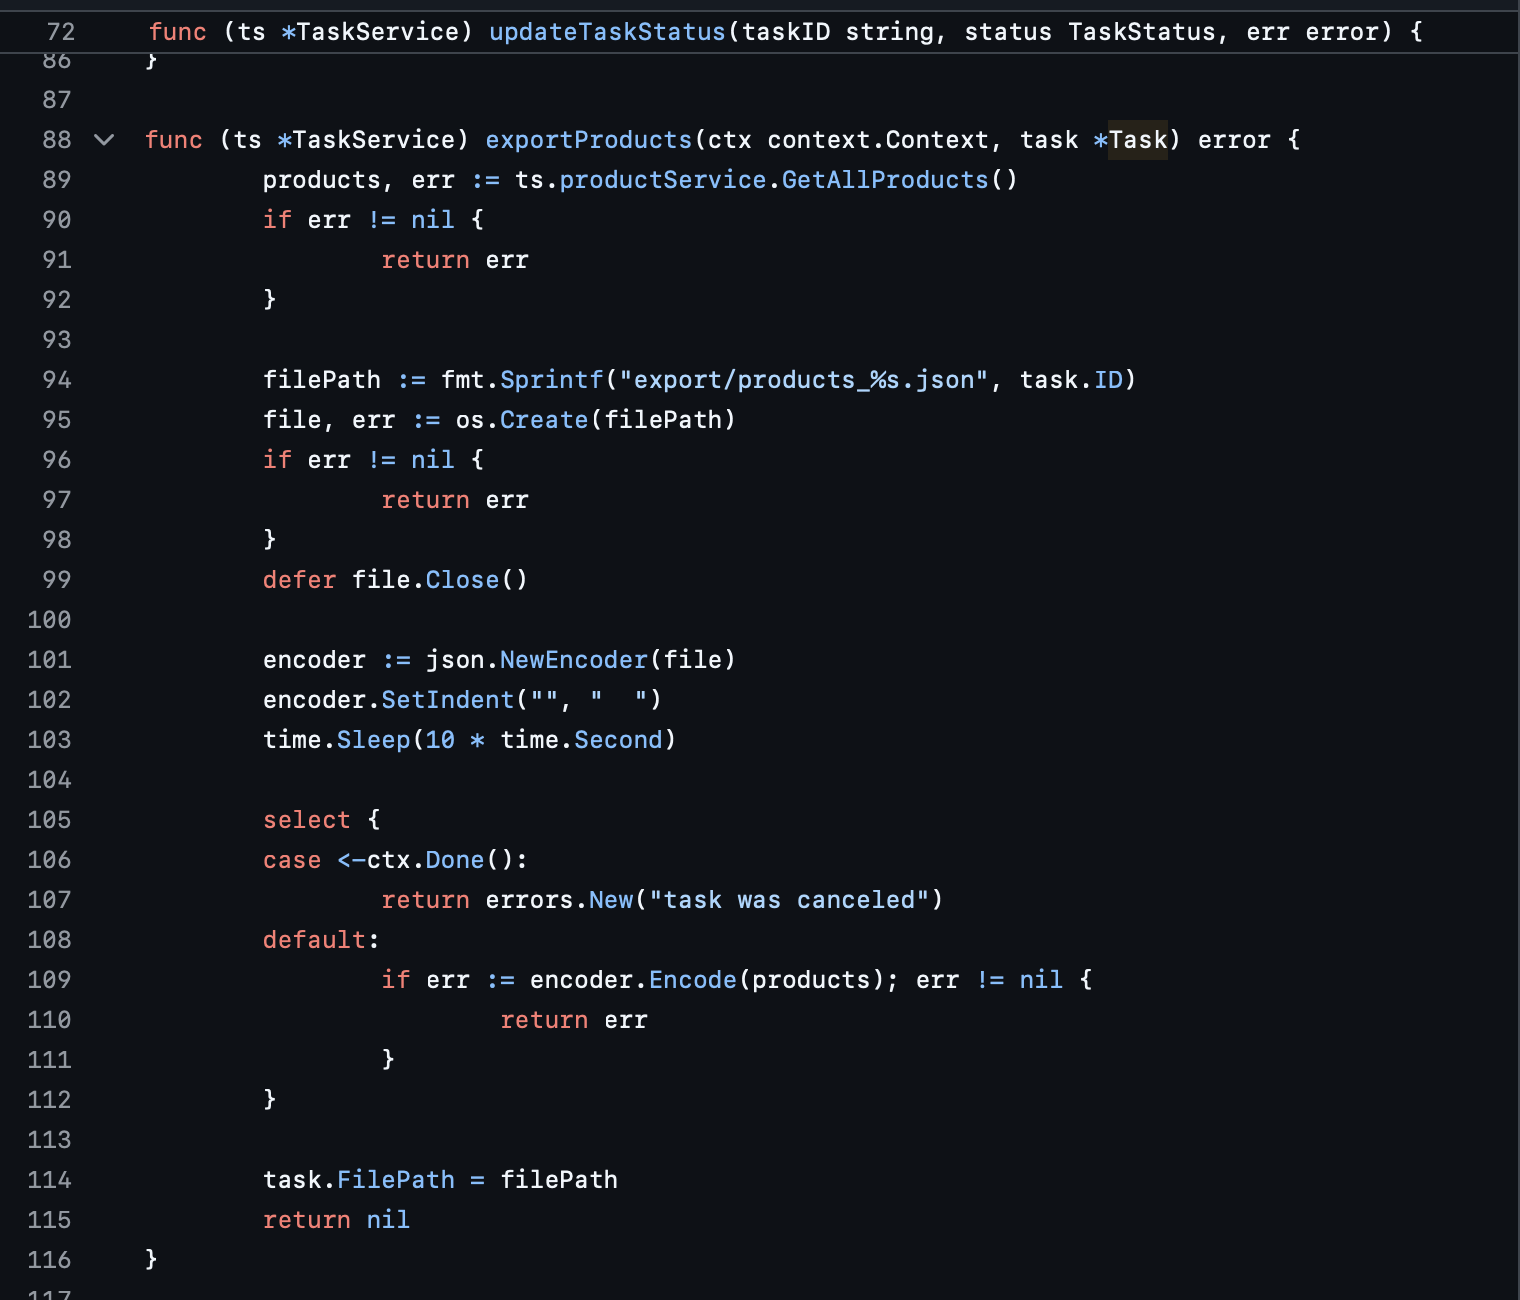 72 func (ts *TaskService) updateTaskStatus(taskID string, status TaskStatus, err error) {
86 }
87
88 func (ts *TaskService) exportProducts(ctx context.Context, task *Task) error {
89 products, err := ts.productService.GetAllProducts()
90 if err != nil {
91 return err
92 }
93
94 filePath := fmt.Sprintf("export/products_%s.json", task.ID)
95 file, err := os.Create(filePath)
96 if err != nil {
97 return err
98 }
99 defer file.Close()
100
101 encoder := json.NewEncoder(file)
102 encoder.SetIndent("", "  ")
103 time.Sleep(10 * time.Second)
104
105 select {
106 case <-ctx.Done():
107 return errors.New("task was canceled")
108 default:
109 if err := encoder.Encode(products); err != nil {
110 return err
111 }
112 }
113
114 task.FilePath = filePath
115 return nil
116 }
117